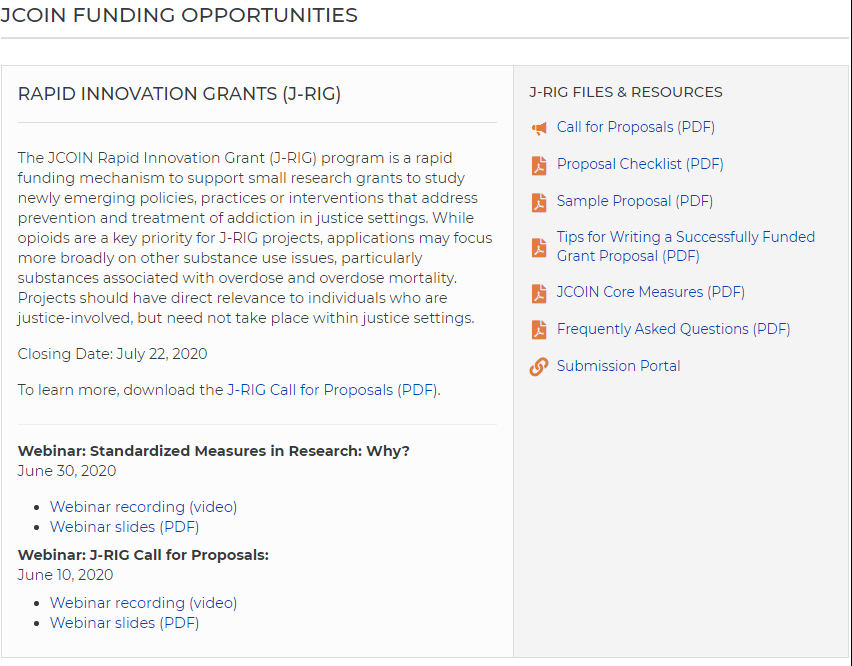 JCOIN FUNDING OPPORTUNITIES
RAPID INNOVATION GRANTS (J-RIG)
The JCOIN Rapid Innovation Grant (J-RIG) program is a rapid
funding mechanism to support small research grants to study
newly emerging policies, practices or interventions that address
prevention and treatment of addiction in justice settings. While
opioids are a key priority for J-RIG projects, applications may focus
more broadly on other substance use issues, particularly
substances associated with overdose and overdose mortality.
Projects should have direct relevance to individuals who are
justice-involved, but need not take place within justice settings.
Closing Date: July 22, 2020
To learn more, download the J-RIG Call for Proposals (PDF).
Webinar: Standardized Measures in Research: Why?
June 30, 2020
• Webinar recording (video)
• Webinar slides (PDF)
Webinar: J-RIG Call for Proposals:
June 10, 2020
• Webinar recording (video)
• Webinar slides (PDF)
J-RIG FILES & RESOURCES
Call for Proposals (PDF)
Proposal Checklist (PDF)
Sample Proposal (PDF)
Tips for Writing a Successfully Funded
Grant Proposal (PDF)
JCOIN Core Measures (PDF)
Frequently Asked Questions (PDF)
Submission Portal